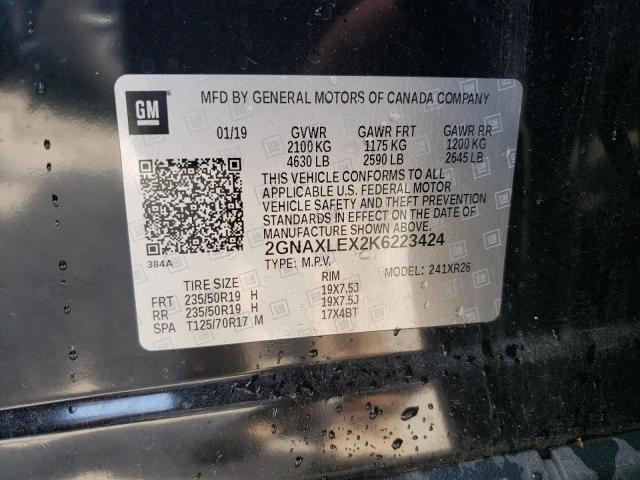 GM
MFD BY GENERAL MOTORS OF CANADA COMPANY
01/19 GVWR GAWR FRT GAWR RR
2100 KG 1175 KG 1200 KG
4630 LB 2590 LB 2645 LB
THIS VEHICLE CONFORMS TO ALL
APPLICABLE U.S. FEDERAL MOTOR
VEHICLE SAFETY AND THEFT PREVENTION
STANDARDS IN EFFECT ON THE DATE OF
MANUFACTURE SHOWN ABOVE.
384A 2GNAXLEX2K6223424
TYPE: M.P.V. MODEL: 241XR26
TIRE SIZE RIM
FRT 235/50R19 H 19X7.5J
RR 235/50R19 H 19X7.5J
SPA T125/70R17 M 17X4BT